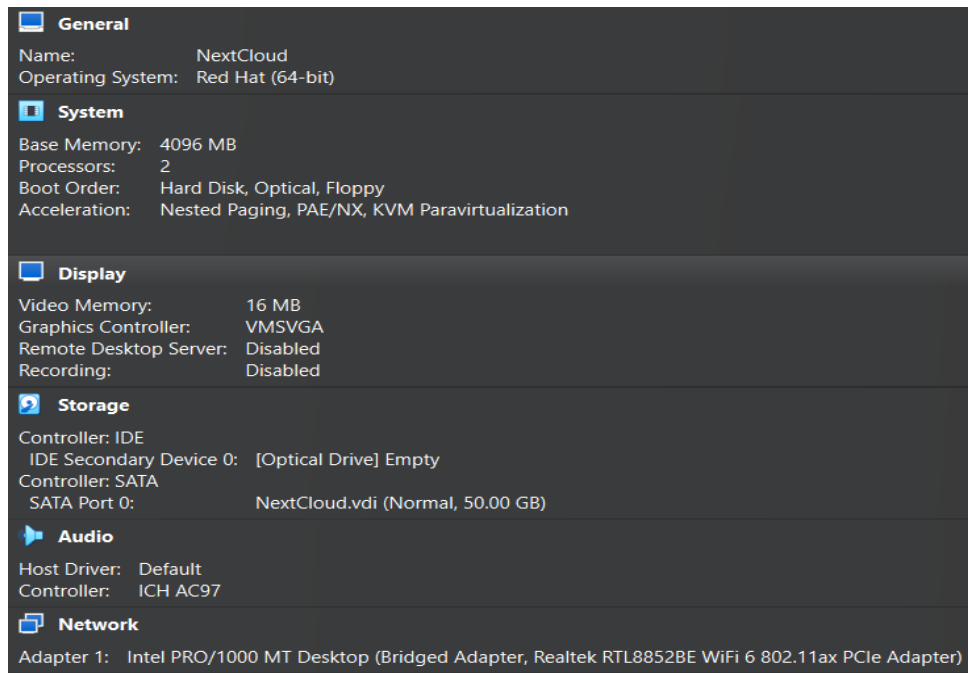 General
Name: NextCloud
Operating System: Red Hat (64-bit)
System
Base Memory: 4096 MB
Processors: 2
Boot Order: Hard Disk, Optical, Floppy
Acceleration: Nested Paging, PAE/NX, KVM Paravirtualization
Display
Video Memory: 16 MB
Graphics Controller: VMSVGA
Remote Desktop Server: Disabled
Recording: Disabled
Storage
Controller: IDE
IDE Secondary Device 0: [Optical Drive] Empty
Controller: SATA
SATA Port 0: NextCloud.vdi (Normal, 50.00 GB)
Audio
Host Driver: Default
Controller: ICH AC97
Network
Adapter 1: Intel PRO/1000 MT Desktop (Bridged Adapter, Realtek RTL8852BE WiFi 6 802.11ax PCIe Adapter)